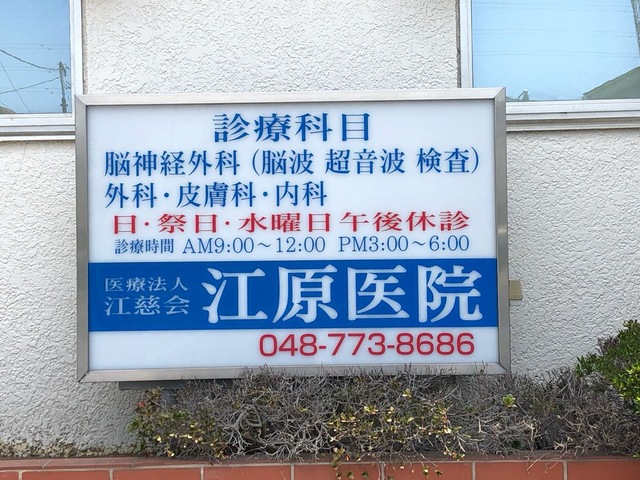 診療科目
脳神経外科（脳波 超音波 検査）
外科・皮膚科・内科
日・祭日・水曜日午後休診
診療時間 AM9:00〜12:00 PM3:00〜6:00
医療法人
江慈会 江原医院
048-773-8686